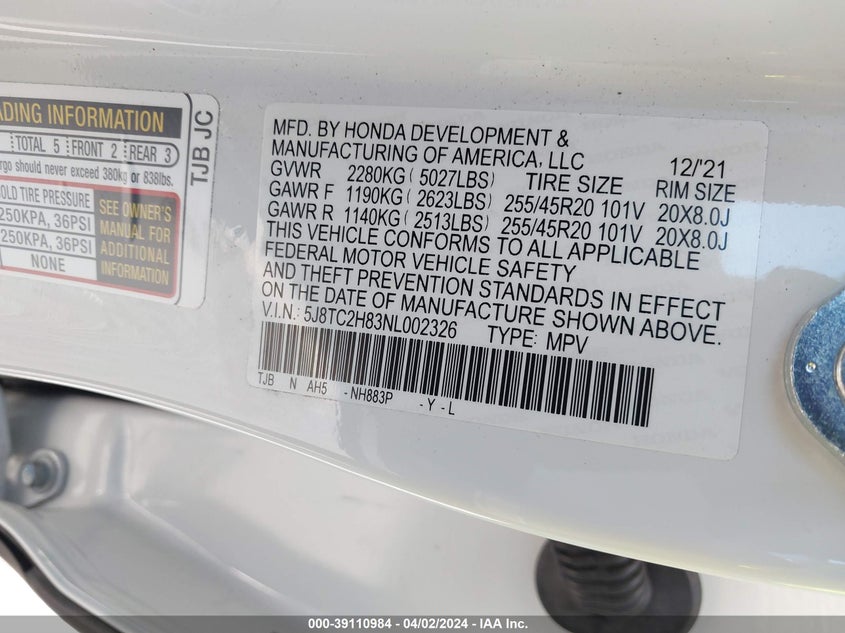 ADING INFORMATION
TOTAL 5 FRONT 2 REAR 3
rgo should never exceed 380kg or 838lbs.
OLD TIRE PRESSURE
250KPA, 36PSI
250KPA, 36PSI
NONE
SEE OWNER'S
MANUAL FOR
ADDITIONAL
INFORMATION
TJB JC
MFD. BY HONDA DEVELOPMENT &
MANUFACTURING OF AMERICA, LLC 12/'21
GVWR 2280KG ( 5027LBS) TIRE SIZE RIM SIZE
GAWR F 1190KG ( 2623LBS) 255/45R20 101V 20X8.0J
GAWR R 1140KG ( 2513LBS) 255/45R20 101V 20X8.0J
THIS VEHICLE CONFORMS TO ALL APPLICABLE
FEDERAL MOTOR VEHICLE SAFETY
AND THEFT PREVENTION STANDARDS IN EFFECT
ON THE DATE OF MANUFACTURE SHOWN ABOVE.
V.I.N.: 5J8TC2H83NL002326 TYPE: MPV
TJB N AH5 -NH883P -Y-L
000-39110984 / 04/02/2024 - IAA Inc.